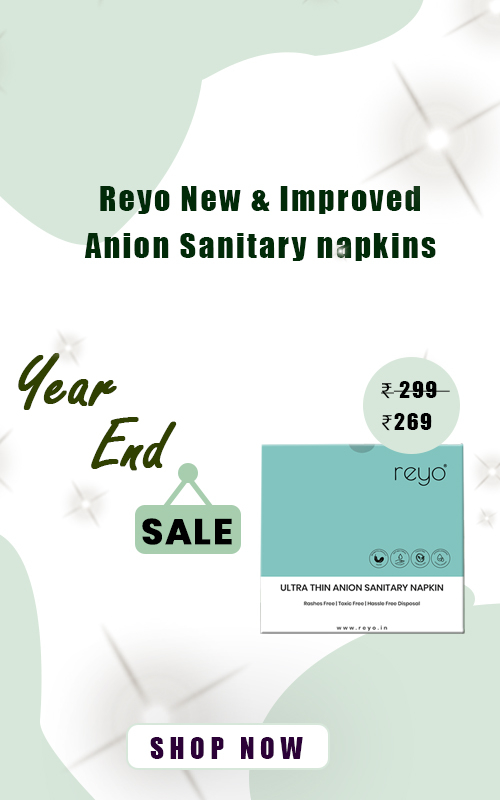 Reyo New & Improved
Anion Sanitary napkins
Year
End
SALE
₹ 299
₹269
reyo®
ULTRA THIN ANION SANITARY NAPKIN
Rashes Free | Toxic Free | Hassle Free Disposal
www.reyo.in
SHOP NOW